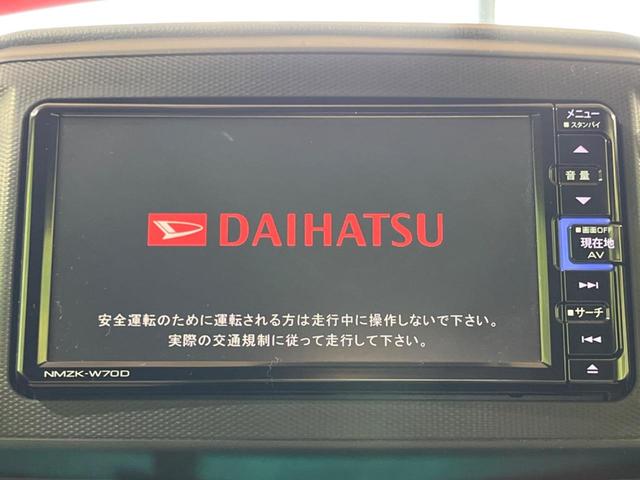 DAIHATSU
安全運転のために運転される方は走行中に操作しないで下さい。
実際の交通規制に従って走行して下さい。
NMZK-W70D
メニュー
■スタンバイ
音量
■画面OFF
現在地
AV
■サーチ